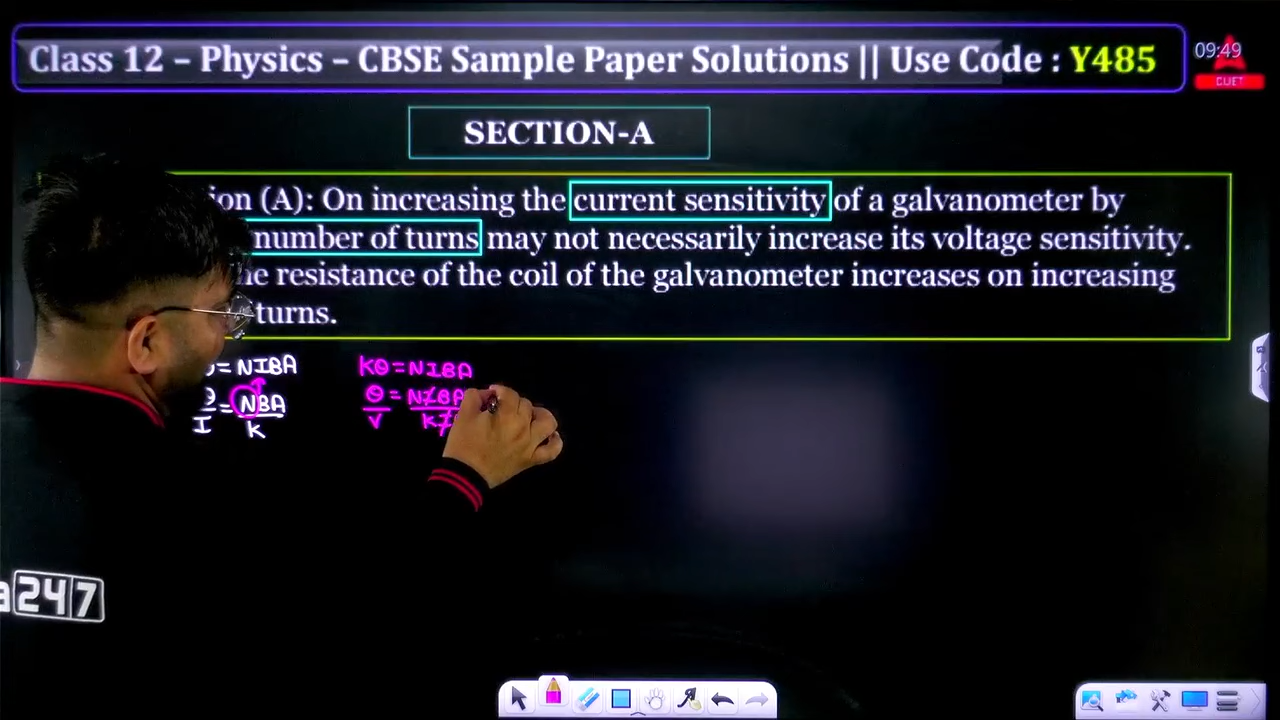 Class 12 – Physics – CBSE Sample Paper Solutions || Use Code : Y485
09:49
CUET
SECTION-A
ion (A): On increasing the current sensitivity of a galvanometer by
number of turns may not necessarily increase its voltage sensitivity.
he resistance of the coil of the galvanometer increases on increasing
turns.
= NIBA
I = NBA / K
Kθ = NIBA
θ / V = NIBA / K
a247